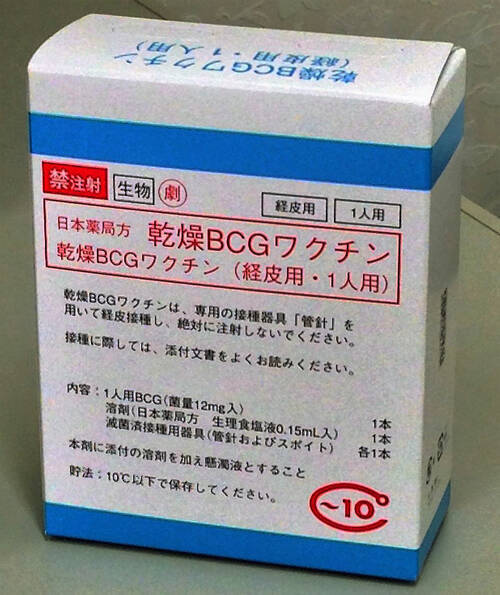 乾燥BCGワクチン
（経皮用・1人用）
禁注射 生物 劇 経皮用 1人用
日本薬局方 乾燥BCGワクチン
乾燥BCGワクチン（経皮用・1人用）
乾燥BCGワクチンは、専用の接種器具「管針」を
用いて経皮接種し、絶対に注射しないでください。
接種に際しては、添付文書をよくお読みください。
内容：1人用BCG(菌量12mg入) 1本
溶剤(日本薬局方 生理食塩液0.15mL入) 1本
滅菌済接種用器具(管針およびスポイト) 各1本
本剤に添付の溶剤を加え懸濁液とすること
貯法：10℃以下で保存してください。
～10°